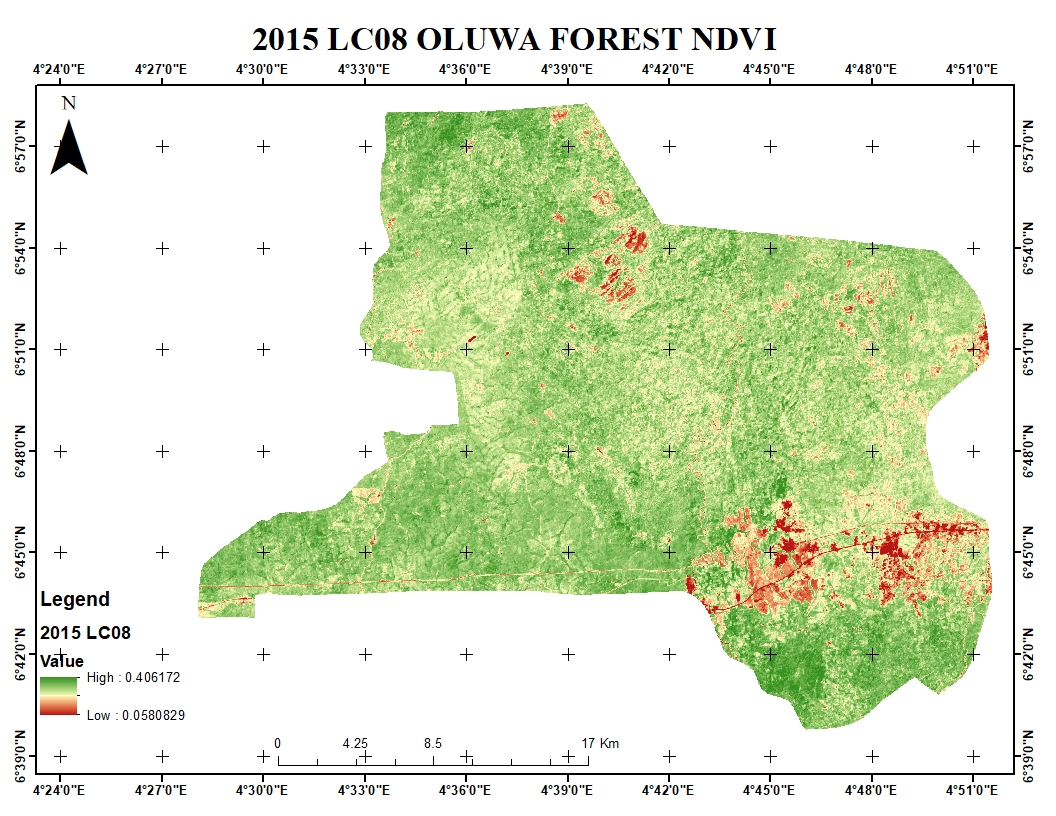 2015 LC08 OLUWA FOREST NDVI
4°24'0"E 4°27'0"E 4°30'0"E 4°33'0"E 4°36'0"E 4°39'0"E 4°42'0"E 4°45'0"E 4°48'0"E 4°51'0"E
N
6°57'0"N 6°57'0"N
6°54'0"N 6°54'0"N
6°51'0"N 6°51'0"N
6°48'0"N 6°48'0"N
6°45'0"N 6°45'0"N
Legend
2015 LC08
Value
6°42'0"N 6°42'0"N
High : 0.406172
Low : 0.0580829
0 4.25 8.5 17 Km
6°39'0"N 6°39'0"N
4°24'0"E 4°27'0"E 4°30'0"E 4°33'0"E 4°36'0"E 4°39'0"E 4°42'0"E 4°45'0"E 4°48'0"E 4°51'0"E